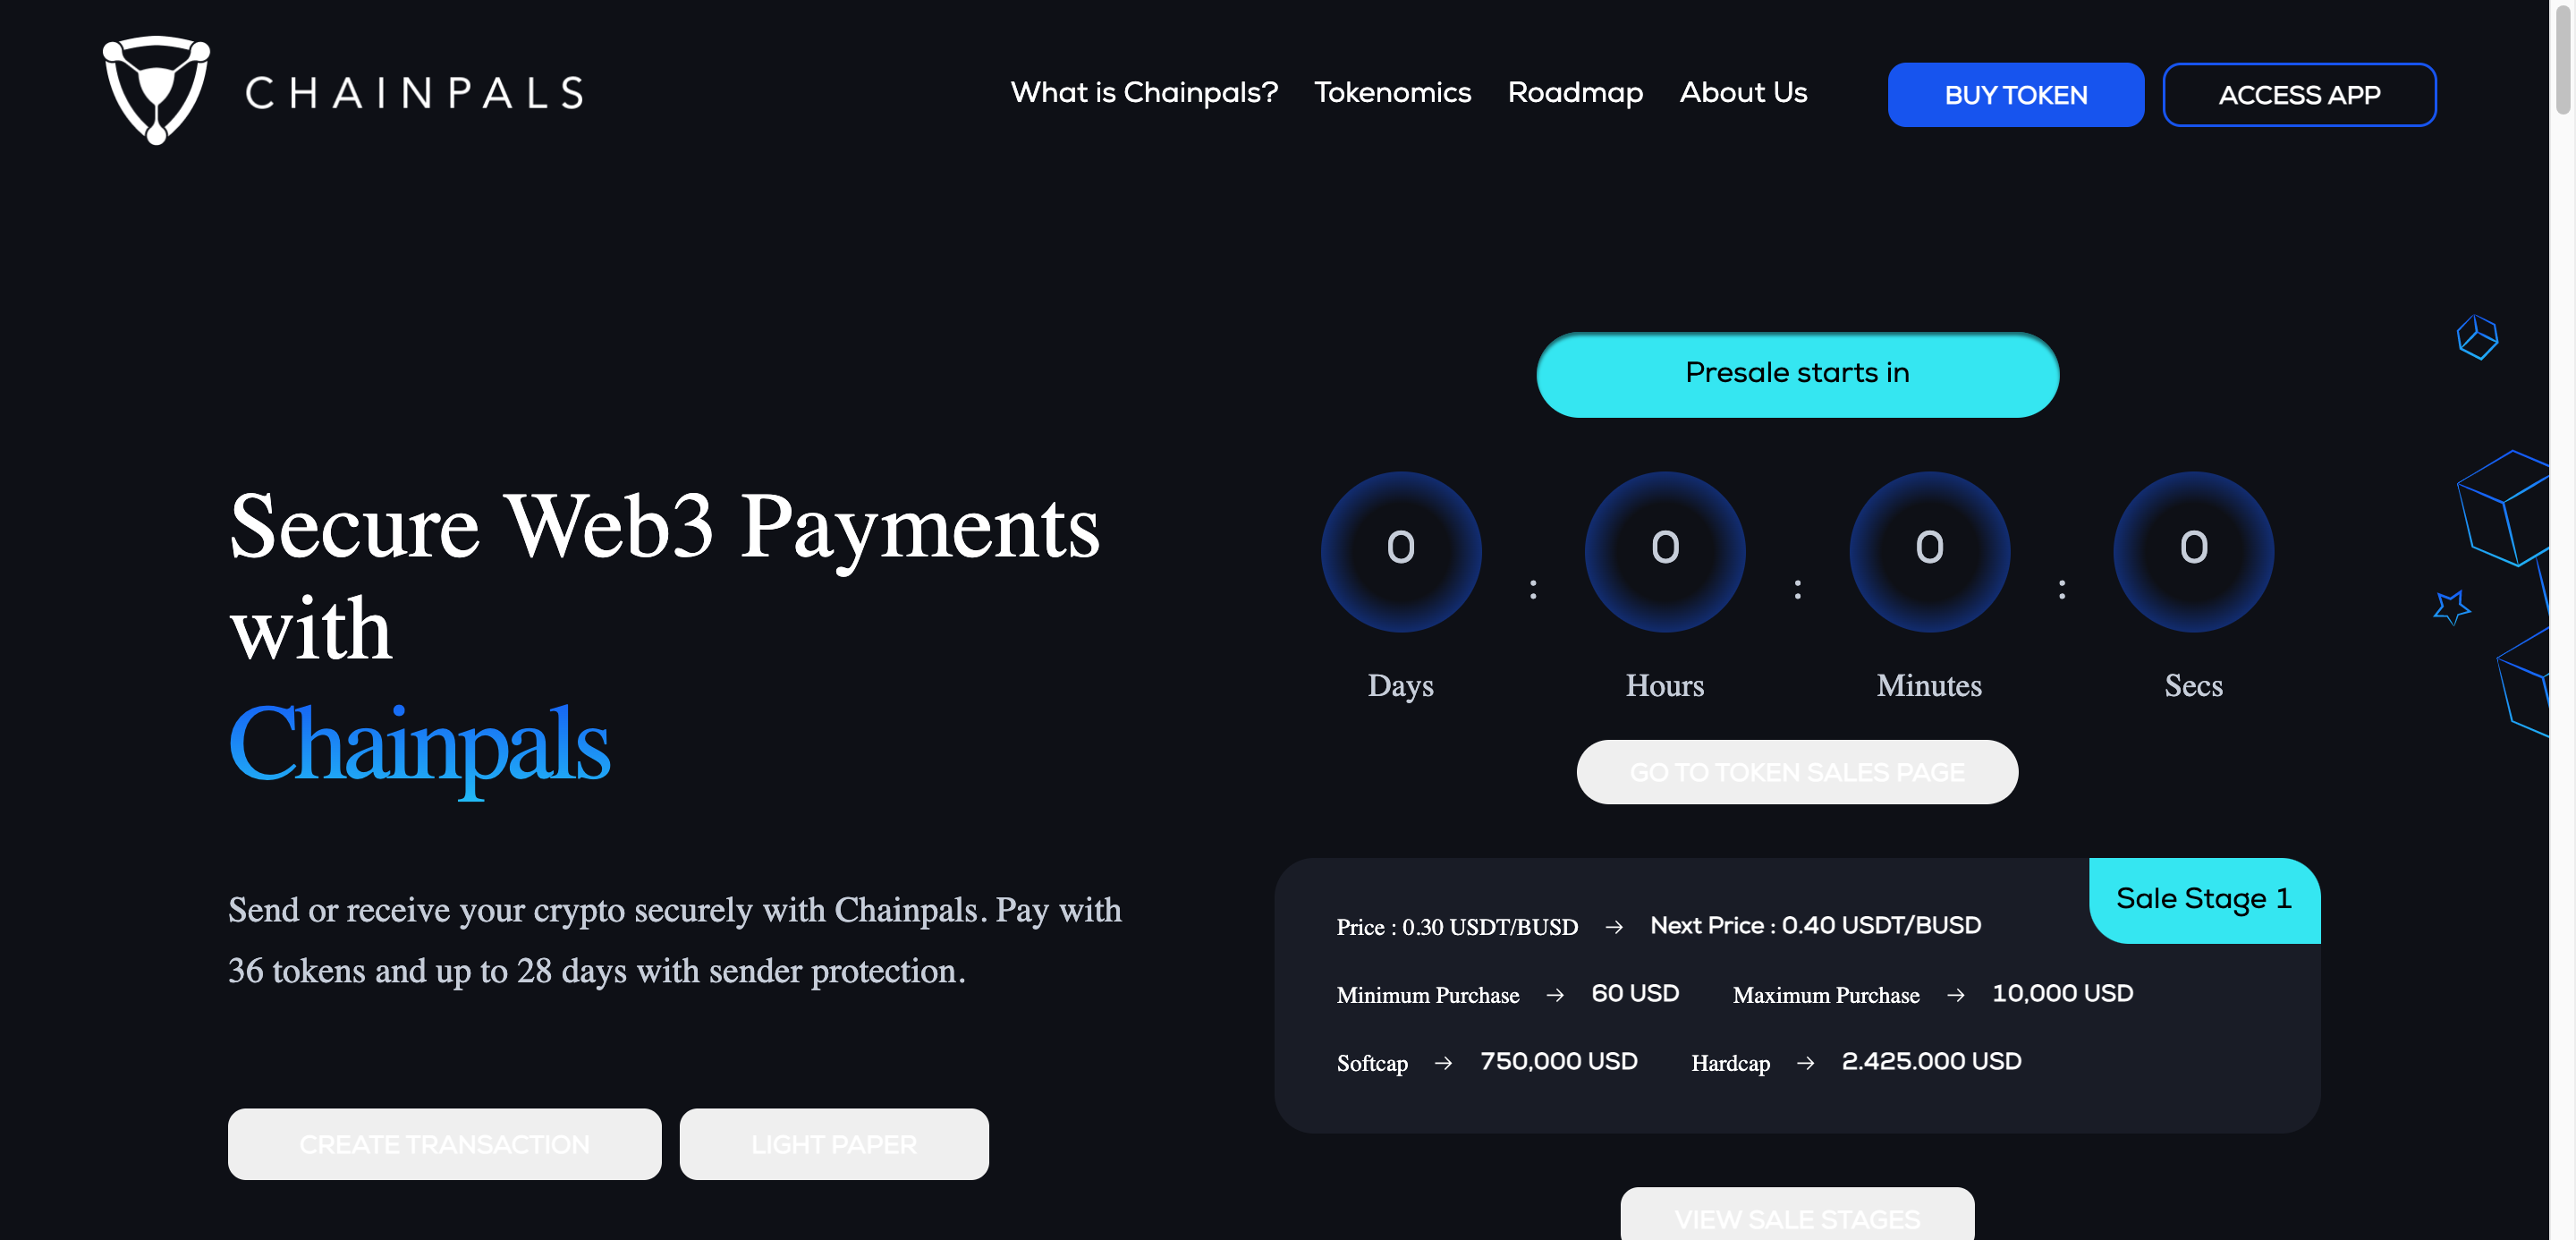 CHAINPALS
What is Chainpals? Tokenomics Roadmap About Us BUY TOKEN ACCESS APP
Secure Web3 Payments
with
Chainpals
Send or receive your crypto securely with Chainpals. Pay with
36 tokens and up to 28 days with sender protection.
CREATE TRANSACTION LIGHT PAPER
Presale starts in
0 : 0 : 0 : 0
Days Hours Minutes Secs
GO TO TOKEN SALES PAGE
Sale Stage 1
Price : 0.30 USDT/BUSD → Next Price : 0.40 USDT/BUSD
Minimum Purchase → 60 USD Maximum Purchase → 10,000 USD
Softcap → 750,000 USD Hardcap → 2.425.000 USD
VIEW SALE STAGES